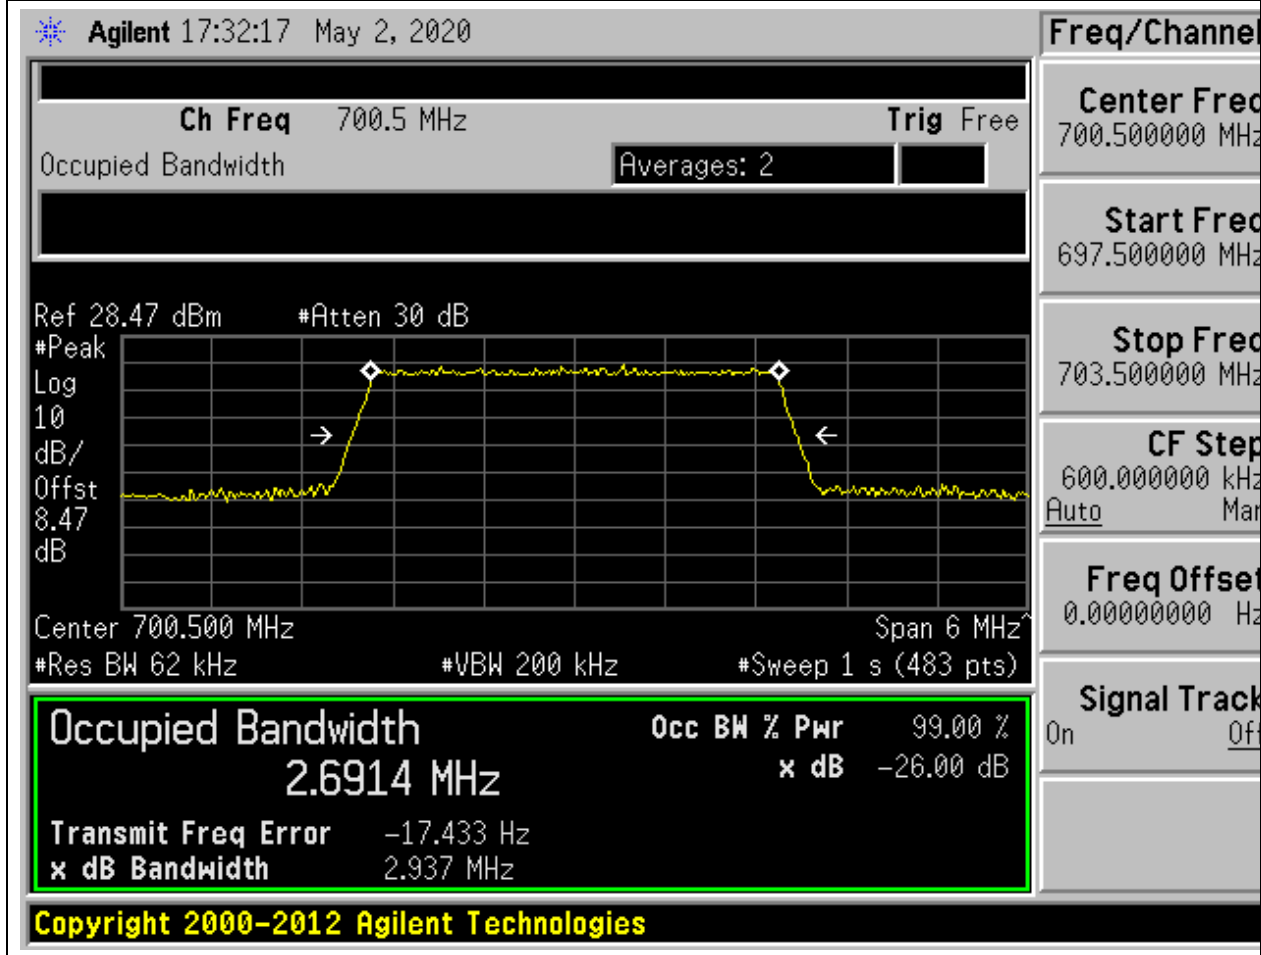 Agilent 17:32:17 May 2, 2020
Freq/Channel
Ch Freq 700.5 MHz Trig Free
Occupied Bandwidth Averages: 2
Ref 28.47 dBm #Atten 30 dB
#Peak
Log
10
dB/
Offst
8.47
dB
Center 700.500 MHz Span 6 MHz^
#Res BW 62 kHz #VBW 200 kHz #Sweep 1 s (483 pts)
Occupied Bandwidth Occ BW % Pwr 99.00 %
2.6914 MHz x dB -26.00 dB
Transmit Freq Error -17.433 Hz
x dB Bandwidth 2.937 MHz
Copyright 2000-2012 Agilent Technologies
Center Freq
700.500000 MHz
Start Freq
697.500000 MHz
Stop Freq
703.500000 MHz
CF Step
600.000000 kHz
Auto Man
Freq Offset
0.00000000 Hz
Signal Track
On Off